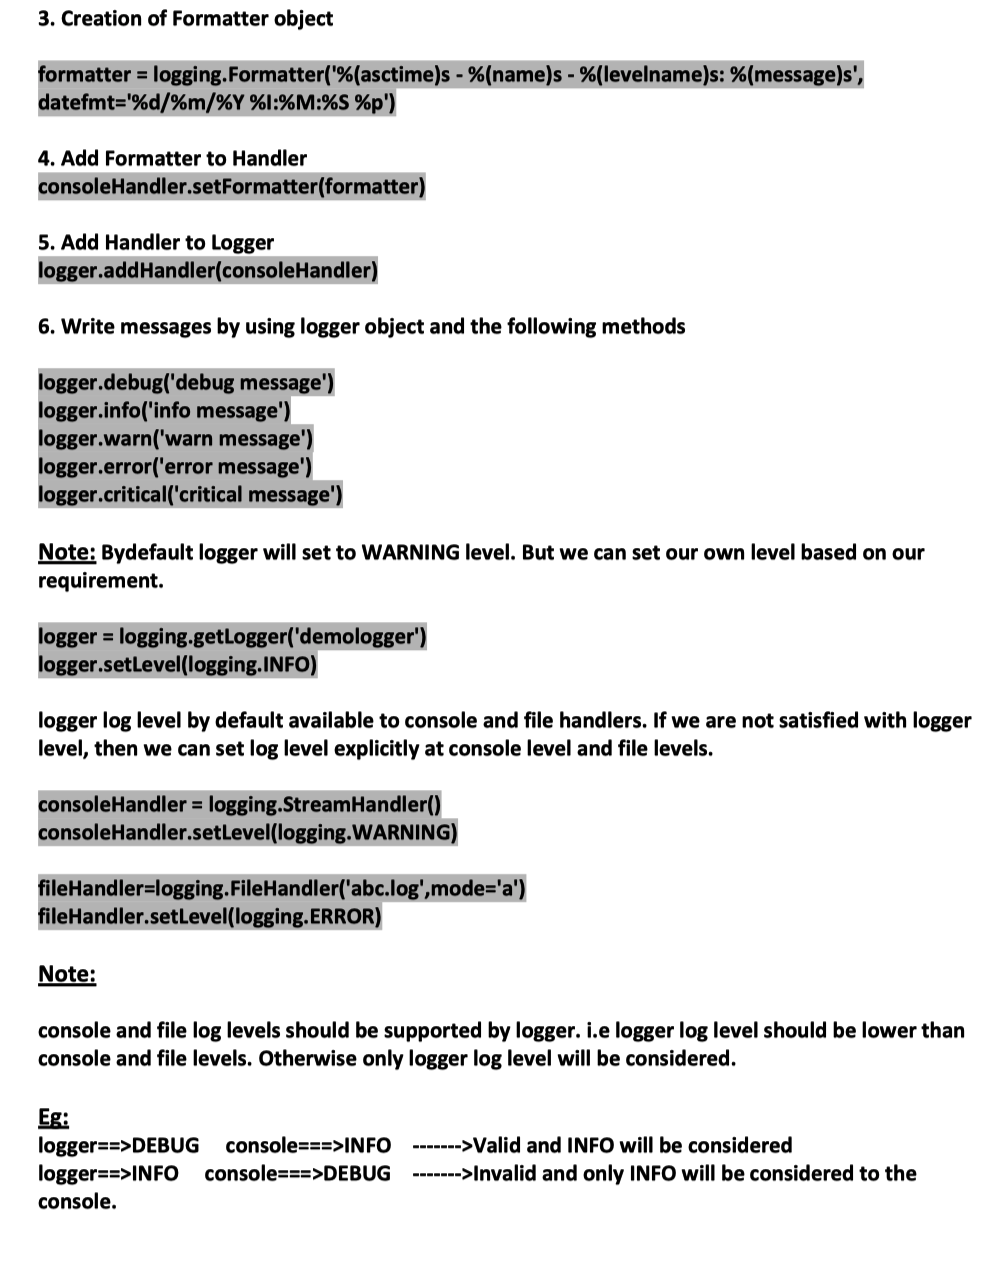 3. Creation of Formatter object
formatter = logging.Formatter('%(asctime)s - %(name)s - %(levelname)s: %(message)s',
datefmt='%d/%m/%Y %I:%M:%S %p')
4. Add Formatter to Handler
consoleHandler.setFormatter(formatter)
5. Add Handler to Logger
logger.addHandler(consoleHandler)
6. Write messages by using logger object and the following methods
logger.debug('debug message')
logger.info('info message')
logger.warn('warn message')
logger.error('error message')
logger.critical('critical message')
Note: Bydefault logger will set to WARNING level. But we can set our own level based on our
requirement.
logger = logging.getLogger('demologger')
logger.setLevel(logging.INFO)
logger log level by default available to console and file handlers. If we are not satisfied with logger
level, then we can set log level explicitly at console level and file levels.
consoleHandler = logging.StreamHandler()
consoleHandler.setLevel(logging.WARNING)
fileHandler=logging.FileHandler('abc.log',mode='a')
fileHandler.setLevel(logging.ERROR)
Note:
console and file log levels should be supported by logger. i.e logger log level should be lower than
console and file levels. Otherwise only logger log level will be considered.
Eg:
logger==>DEBUG console===>INFO ------->Valid and INFO will be considered
logger==>INFO console===>DEBUG ------->Invalid and only INFO will be considered to the
console.